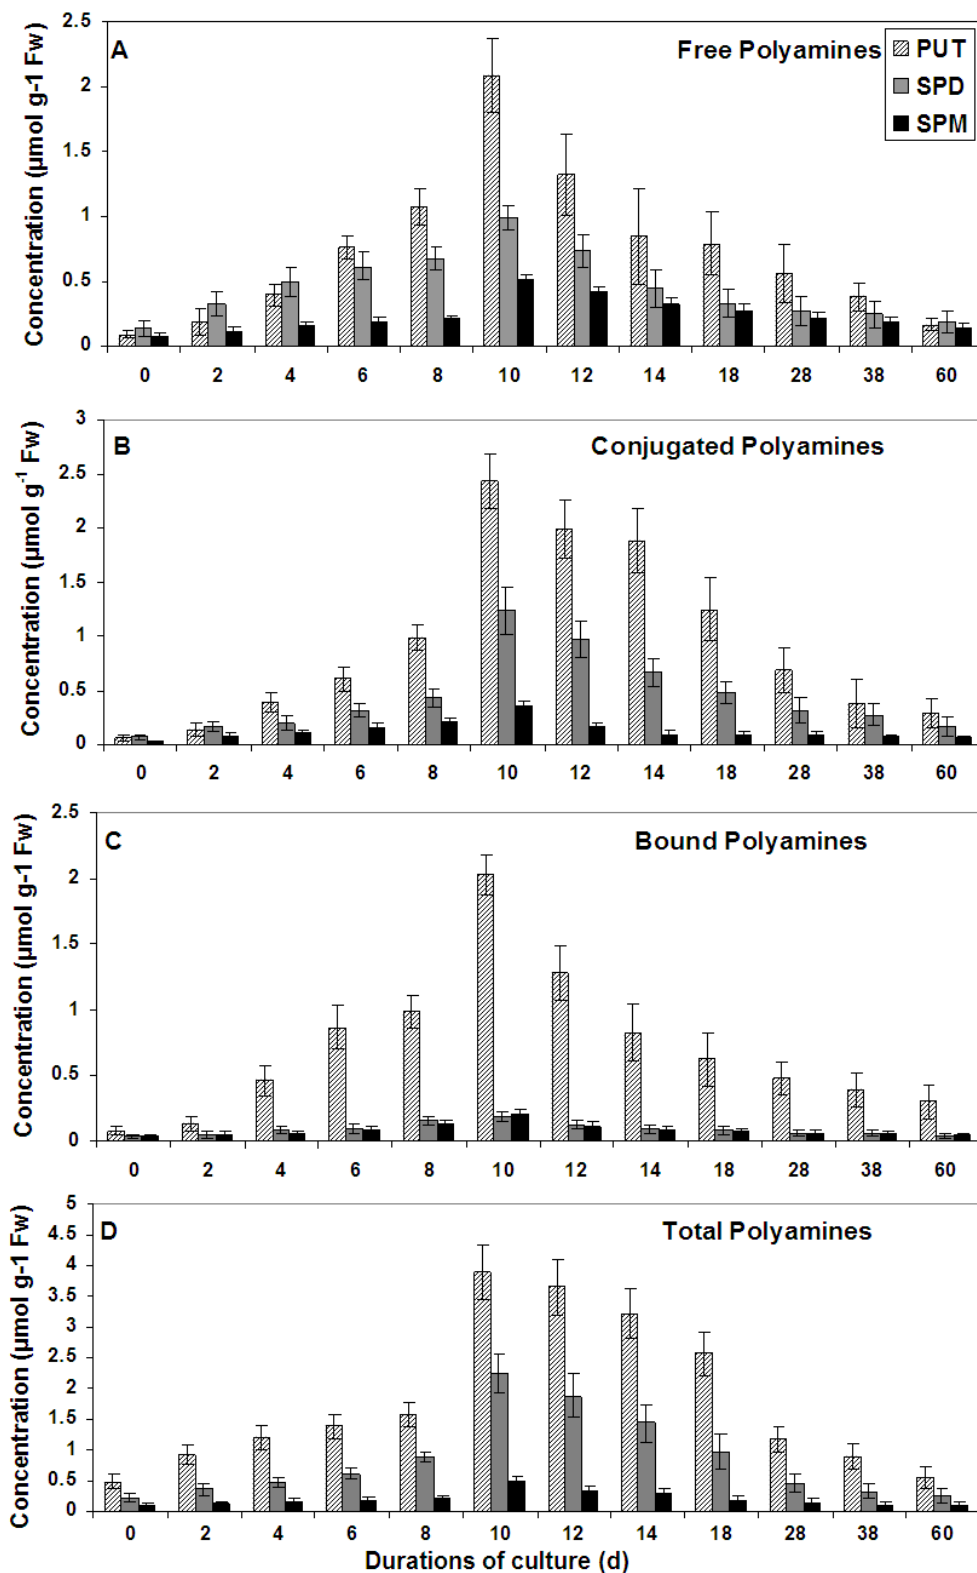 A
Free Polyamines
PUT
SPD
SPM
Concentration (µmol g-1 Fw)
2.5
2
1.5
1
0.5
0
0 2 4 6 8 10 12 14 18 28 38 60
B
Conjugated Polyamines
Concentration (µmol g⁻¹ Fw)
3
2.5
2
1.5
1
0.5
0
0 2 4 6 8 10 12 14 18 28 38 60
C
Bound Polyamines
Concentration (µmol g-1 Fw)
2.5
2
1.5
1
0.5
0
0 2 4 6 8 10 12 14 18 28 38 60
D
Total Polyamines
Concentration (µmol g-1 Fw)
5
4.5
4
3.5
3
2.5
2
1.5
1
0.5
0
0 2 4 6 8 10 12 14 18 28 38 60
Durations of culture (d)